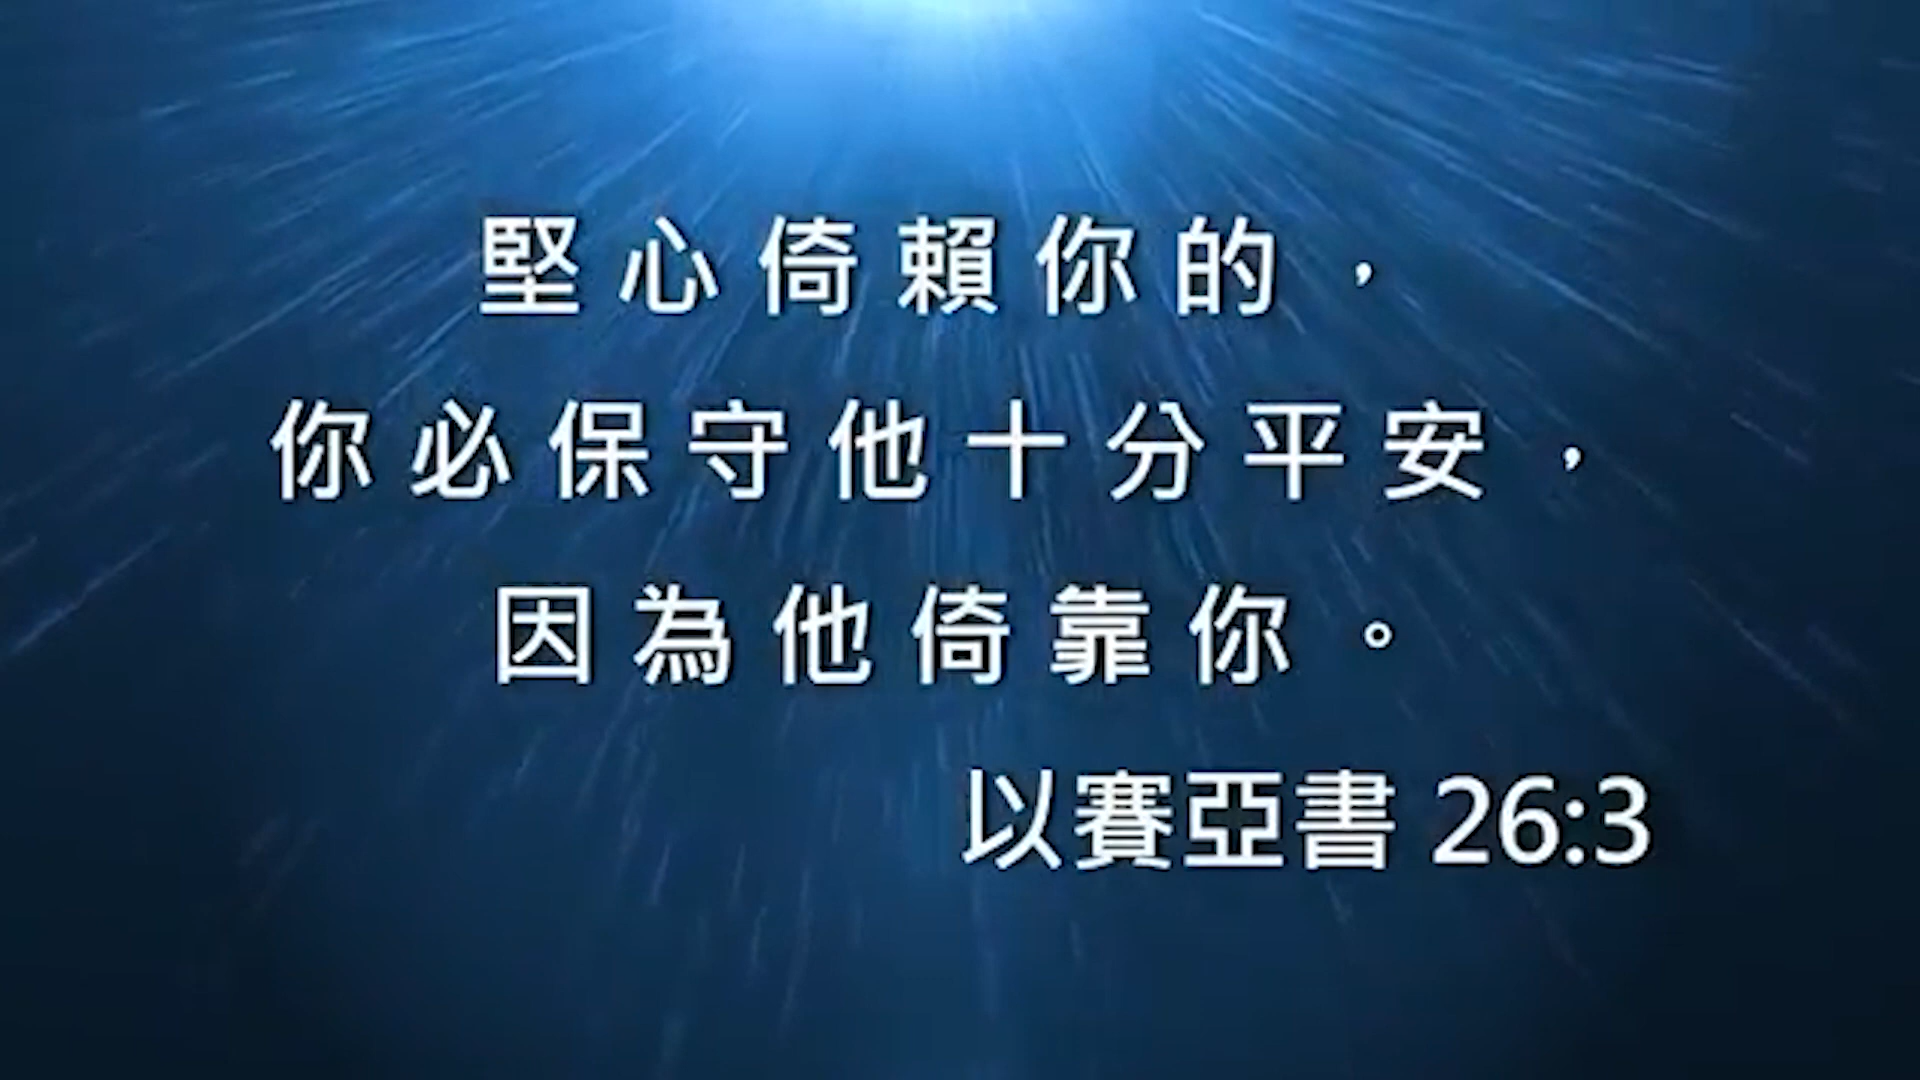 堅心倚賴你的，
你必保守他十分平安，
因為他倚靠你。
以賽亞書 26:3